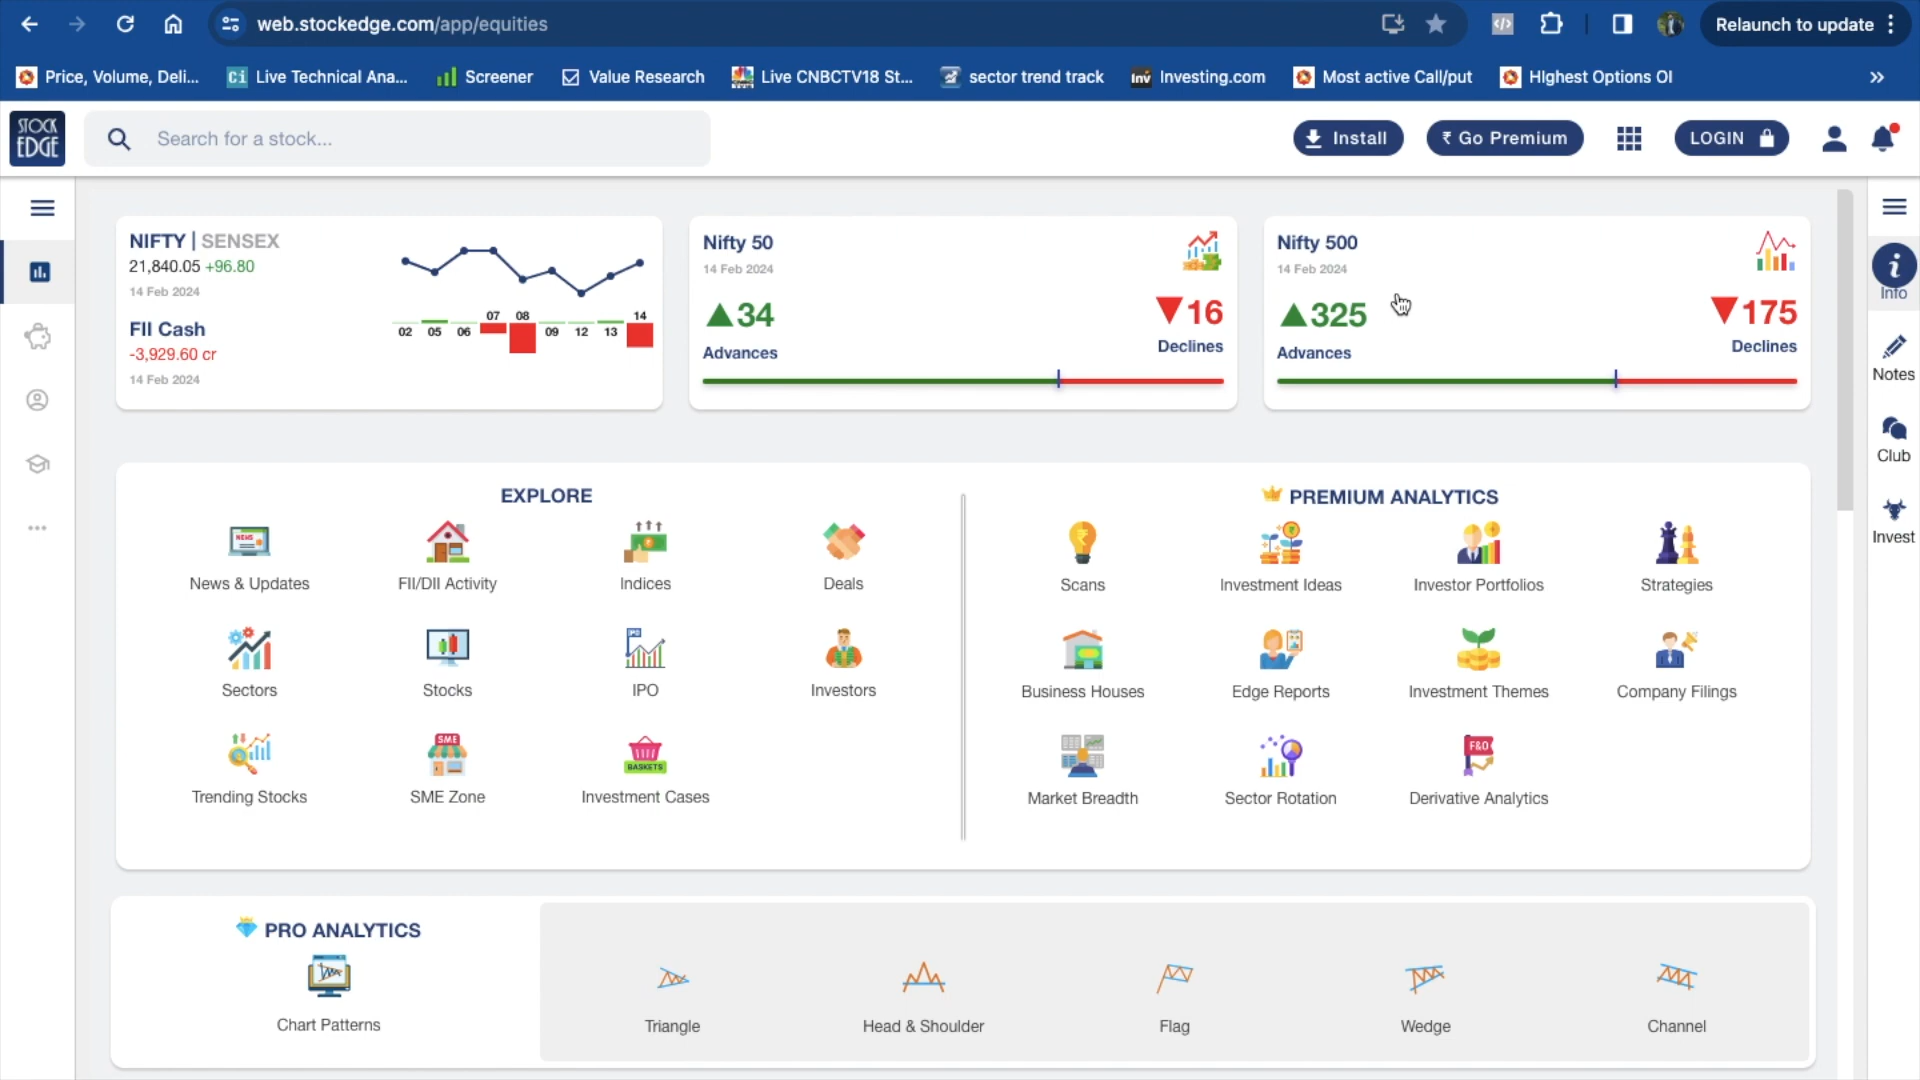 web.stockedge.com/app/equities
Relaunch to update
Price, Volume, Deli...
Ci Live Technical Ana...
Screener
Value Research
Live CNBCTV18 St...
sector trend track
Inv Investing.com
Most active Call/put
HIghest Options OI
STOCK
EDGE
Search for a stock...
Install
₹ Go Premium
LOGIN
NIFTY | SENSEX
21,840.05 +96.80
14 Feb 2024
FII Cash
-3,929.60 cr
14 Feb 2024
02 05 06 07 08 09 12 13 14
Nifty 50
14 Feb 2024
34
Advances
16
Declines
Nifty 500
14 Feb 2024
325
Advances
175
Declines
Info
Notes
Club
Invest
EXPLORE
NEWS
News & Updates
FII/DII Activity
Indices
Deals
Sectors
Stocks
IPO
IPO
Investors
Trending Stocks
SME
SME Zone
BASKETS
Investment Cases
PREMIUM ANALYTICS
Scans
Investment Ideas
Investor Portfolios
Strategies
Business Houses
Edge Reports
Investment Themes
Company Filings
Market Breadth
Sector Rotation
F&O
Derivative Analytics
PRO ANALYTICS
Chart Patterns
Triangle
Head & Shoulder
Flag
Wedge
Channel